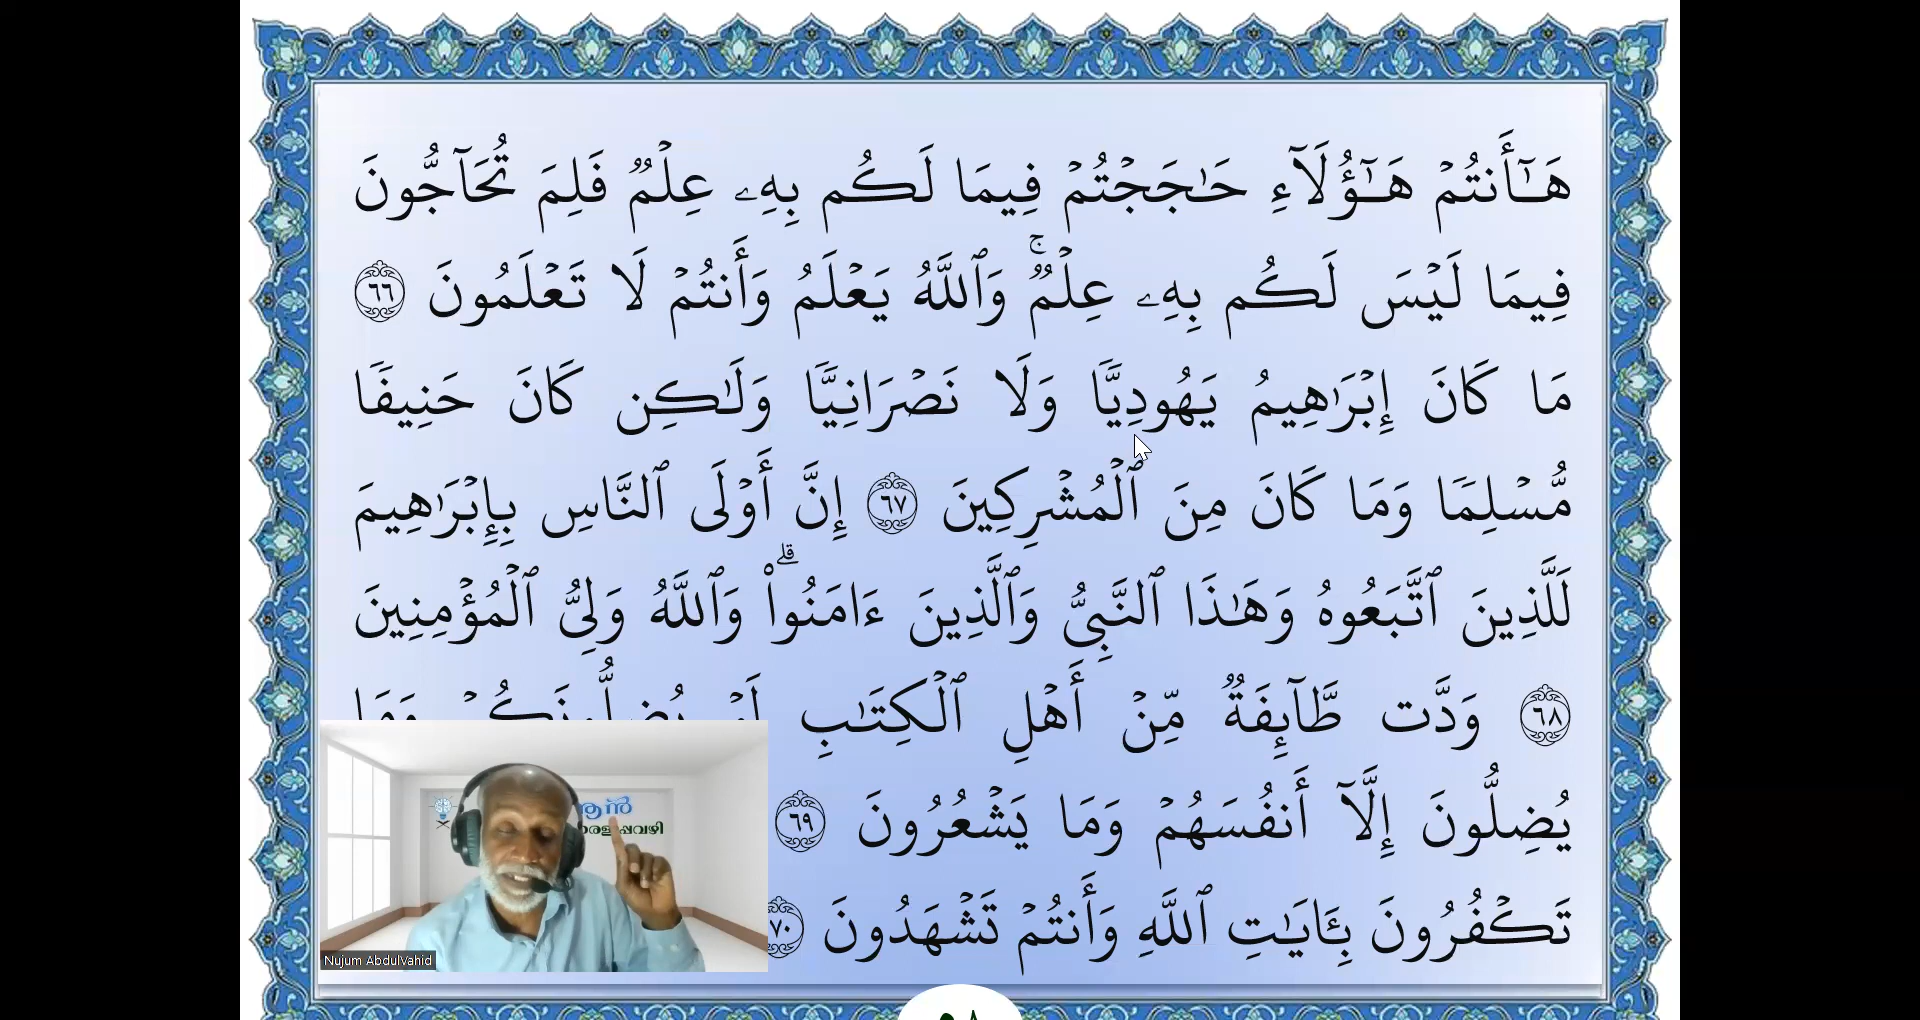 هَـٰٓأَنتُمْ هَـٰٓؤُلَآءِ حَـٰجَجْتُمْ فِيمَا لَكُم بِهِۦ عِلْمٌ فَلِمَ تُحَآجُّونَ
فِيمَا لَيْسَ لَكُم بِهِۦ عِلْمٌ ۚ وَٱللَّهُ يَعْلَمُ وَأَنتُمْ لَا تَعْلَمُونَ ٦٦
مَا كَانَ إِبْرَٰهِيمُ يَهُودِيًّا وَلَا نَصْرَانِيًّا وَلَـٰكِن كَانَ حَنِيفًا
مُّسْلِمًا وَمَا كَانَ مِنَ ٱلْمُشْرِكِينَ ٦٧ إِنَّ أَوْلَى ٱلنَّاسِ بِإِبْرَٰهِيمَ
لَلَّذِينَ ٱتَّبَعُوهُ وَهَـٰذَا ٱلنَّبِىُّ وَٱلَّذِينَ ءَامَنُوا۟ ۗ وَٱللَّهُ وَلِىُّ ٱلْمُؤْمِنِينَ
٦٨ وَدَّت طَّآئِفَةٌ مِّنْ أَهْلِ ٱلْكِتَـٰبِ لَوْ يُضِلُّونَكُمْ وَمَا
يُضِلُّونَ إِلَّآ أَنفُسَهُمْ وَمَا يَشْعُرُونَ ٦٩
تَكْفُرُونَ بِـَٔايَـٰتِ ٱللَّهِ وَأَنتُمْ تَشْهَدُونَ ٧٠
Nujum AbdulVahid